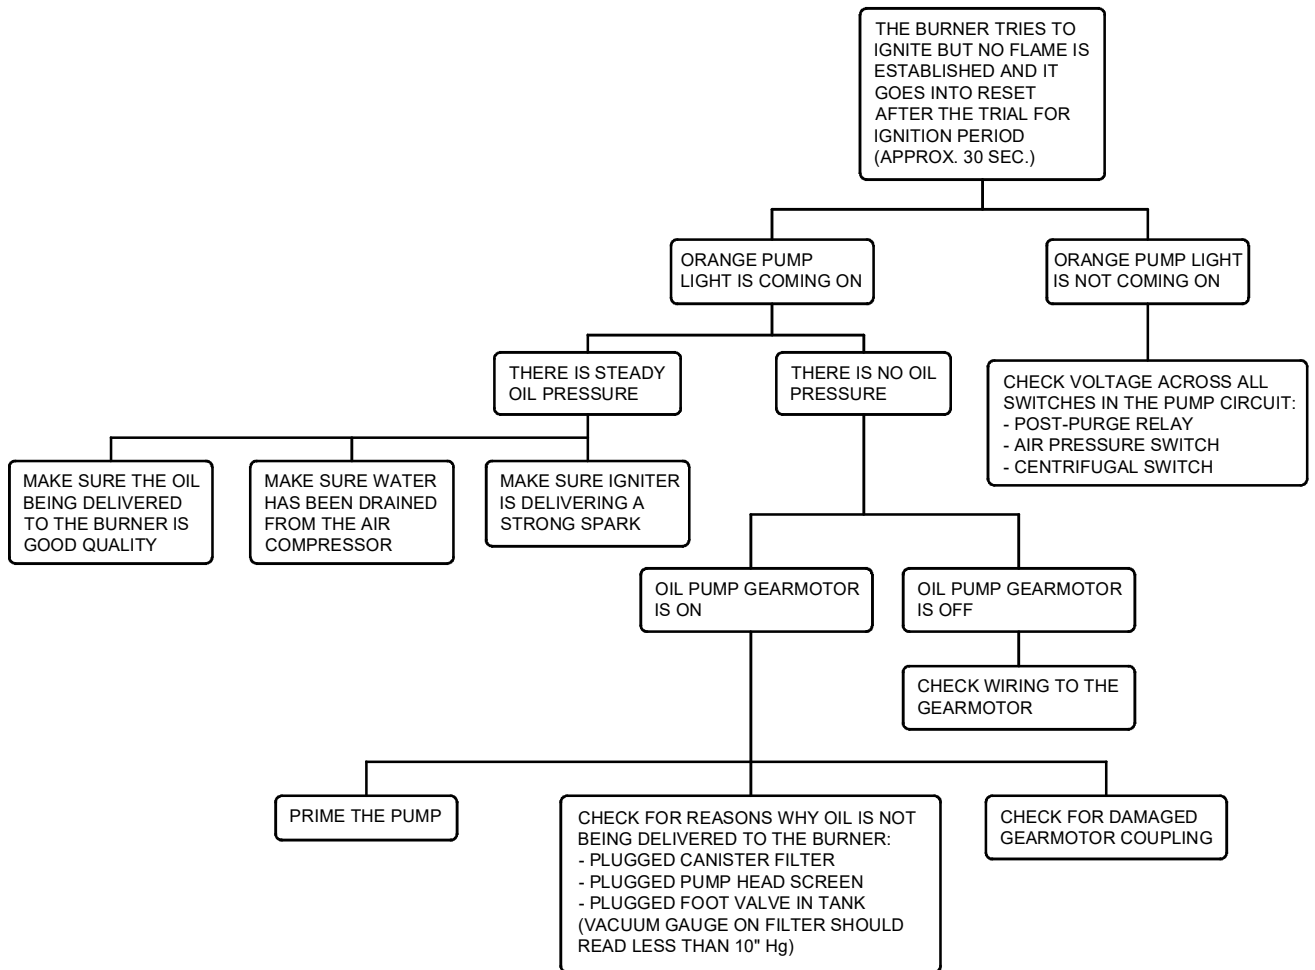 THE BURNER TRIES TO
IGNITE BUT NO FLAME IS
ESTABLISHED AND IT
GOES INTO RESET
AFTER THE TRIAL FOR
IGNITION PERIOD
(APPROX. 30 SEC.)
ORANGE PUMP
LIGHT IS COMING ON
ORANGE PUMP LIGHT
IS NOT COMING ON
THERE IS STEADY
OIL PRESSURE
THERE IS NO OIL
PRESSURE
CHECK VOLTAGE ACROSS ALL
SWITCHES IN THE PUMP CIRCUIT:
- POST-PURGE RELAY
- AIR PRESSURE SWITCH
- CENTRIFUGAL SWITCH
MAKE SURE THE OIL
BEING DELIVERED
TO THE BURNER IS
GOOD QUALITY
MAKE SURE WATER
HAS BEEN DRAINED
FROM THE AIR
COMPRESSOR
MAKE SURE IGNITER
IS DELIVERING A
STRONG SPARK
OIL PUMP GEARMOTOR
IS ON
OIL PUMP GEARMOTOR
IS OFF
CHECK WIRING TO THE
GEARMOTOR
PRIME THE PUMP
CHECK FOR REASONS WHY OIL IS NOT
BEING DELIVERED TO THE BURNER:
- PLUGGED CANISTER FILTER
- PLUGGED PUMP HEAD SCREEN
- PLUGGED FOOT VALVE IN TANK
(VACUUM GAUGE ON FILTER SHOULD
READ LESS THAN 10" Hg)
CHECK FOR DAMAGED
GEARMOTOR COUPLING